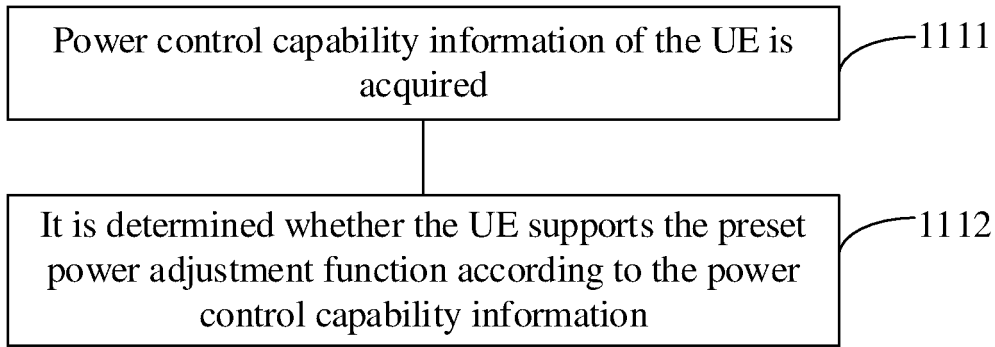 Power control capability information of the UE is
acquired
1111
It is determined whether the UE supports the preset
power adjustment function according to the power
control capability information
1112